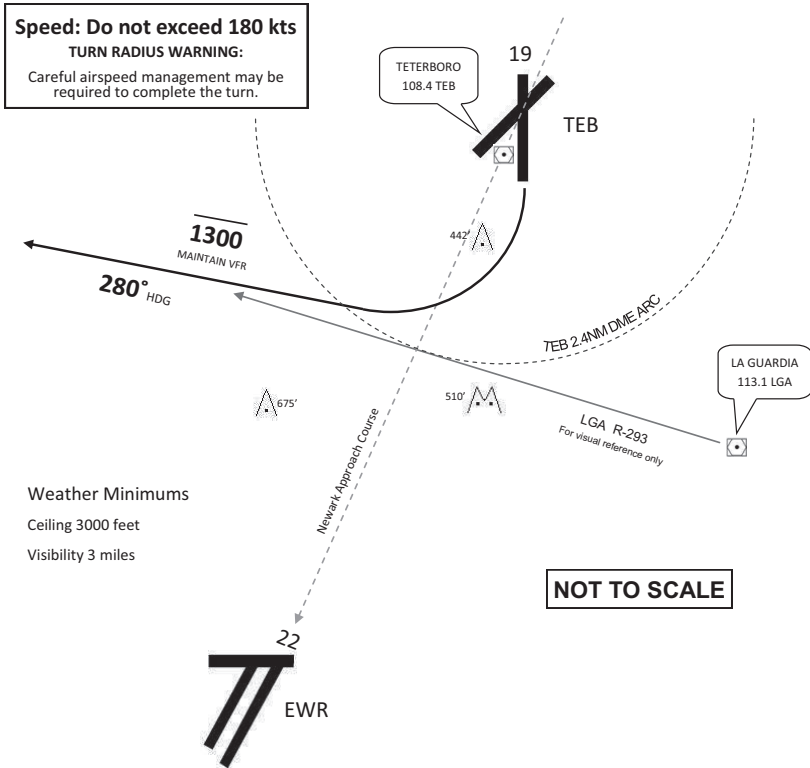 Speed: Do not exceed 180 kts
TURN RADIUS WARNING:
Careful airspeed management may be
required to complete the turn.
19
TETERBORO
108.4 TEB
TEB
442'
1300
MAINTAIN VFR
280° HDG
TEB 2.4NM DME ARC
LA GUARDIA
113.1 LGA
675'
510'
LGA R-293
For visual reference only
Newark Approach Course
Weather Minimums
Ceiling 3000 feet
Visibility 3 miles
NOT TO SCALE
22
EWR